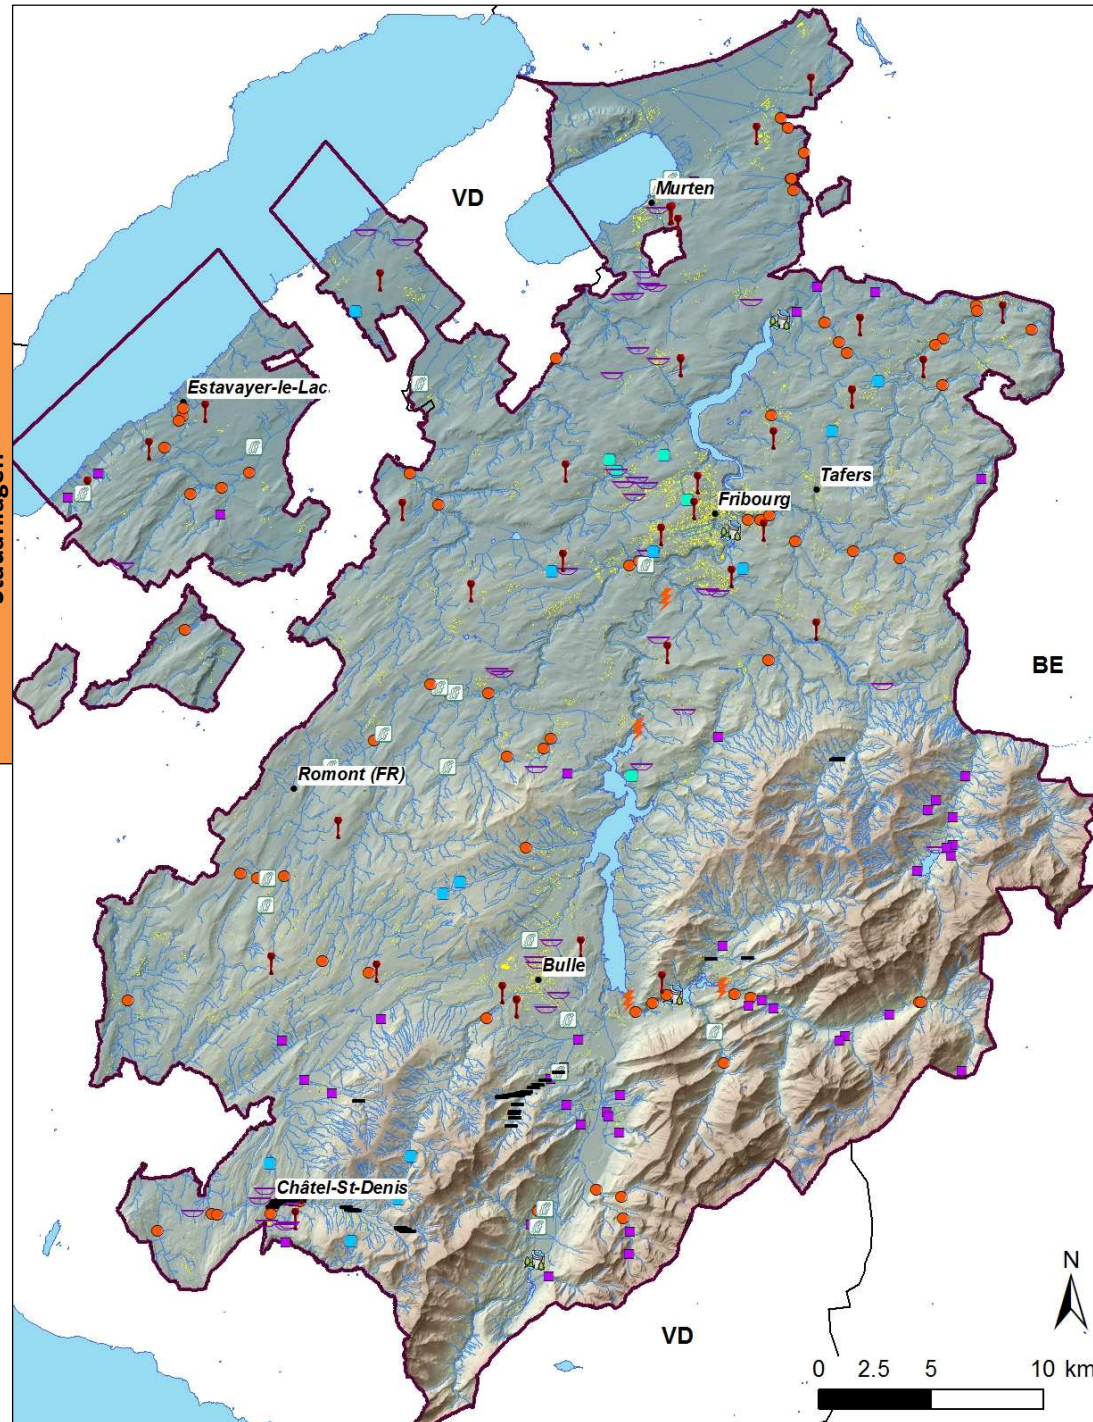 VD
Murten
Estavayer-le-Lac
Tafers
Fribourg
BE
Romont (FR)
Bulle
Châtel-St-Denis
VD
N
0 2.5 5 10 km